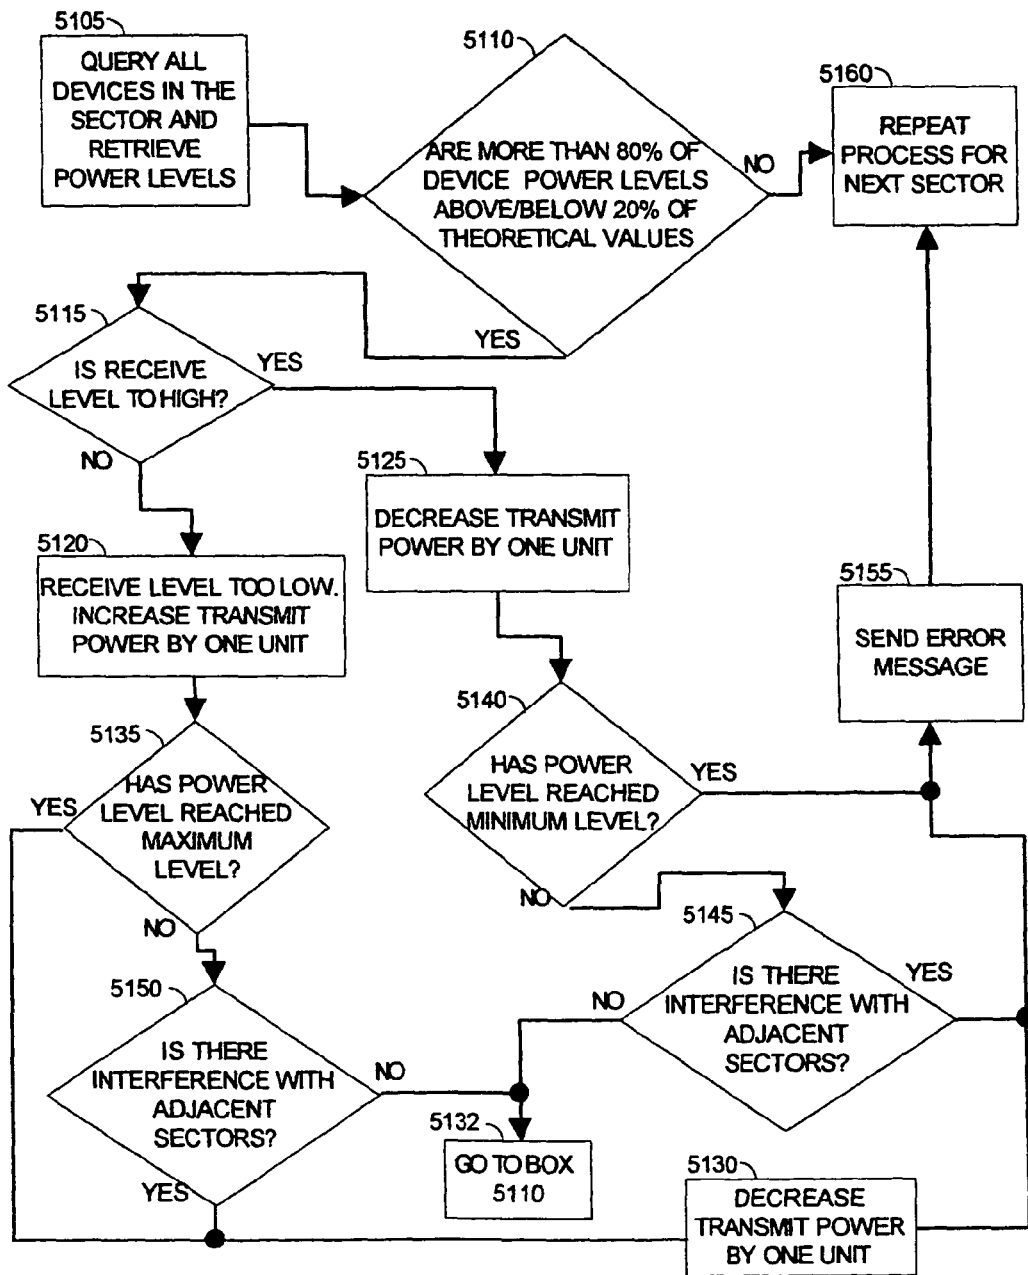 5105
QUERY ALL
DEVICES IN THE
SECTOR AND
RETRIEVE
POWER LEVELS
5110
ARE MORE THAN 80% OF
DEVICE POWER LEVELS
ABOVE/BELOW 20% OF
THEORETICAL VALUES
NO
YES
5160
REPEAT
PROCESS FOR
NEXT SECTOR
5115
IS RECEIVE
LEVEL TO HIGH?
YES
NO
5125
DECREASE TRANSMIT
POWER BY ONE UNIT
5120
RECEIVE LEVEL TOO LOW.
INCREASE TRANSMIT
POWER BY ONE UNIT
5155
SEND ERROR
MESSAGE
5135
HAS POWER
LEVEL REACHED
MAXIMUM
LEVEL?
YES
NO
5140
HAS POWER
LEVEL REACHED
MINIMUM LEVEL?
YES
NO
5145
IS THERE
INTERFERENCE WITH
ADJACENT
SECTORS?
YES
NO
5150
IS THERE
INTERFERENCE WITH
ADJACENT
SECTORS?
NO
YES
5132
GO TO BOX
5110
5130
DECREASE
TRANSMIT POWER
BY ONE UNIT